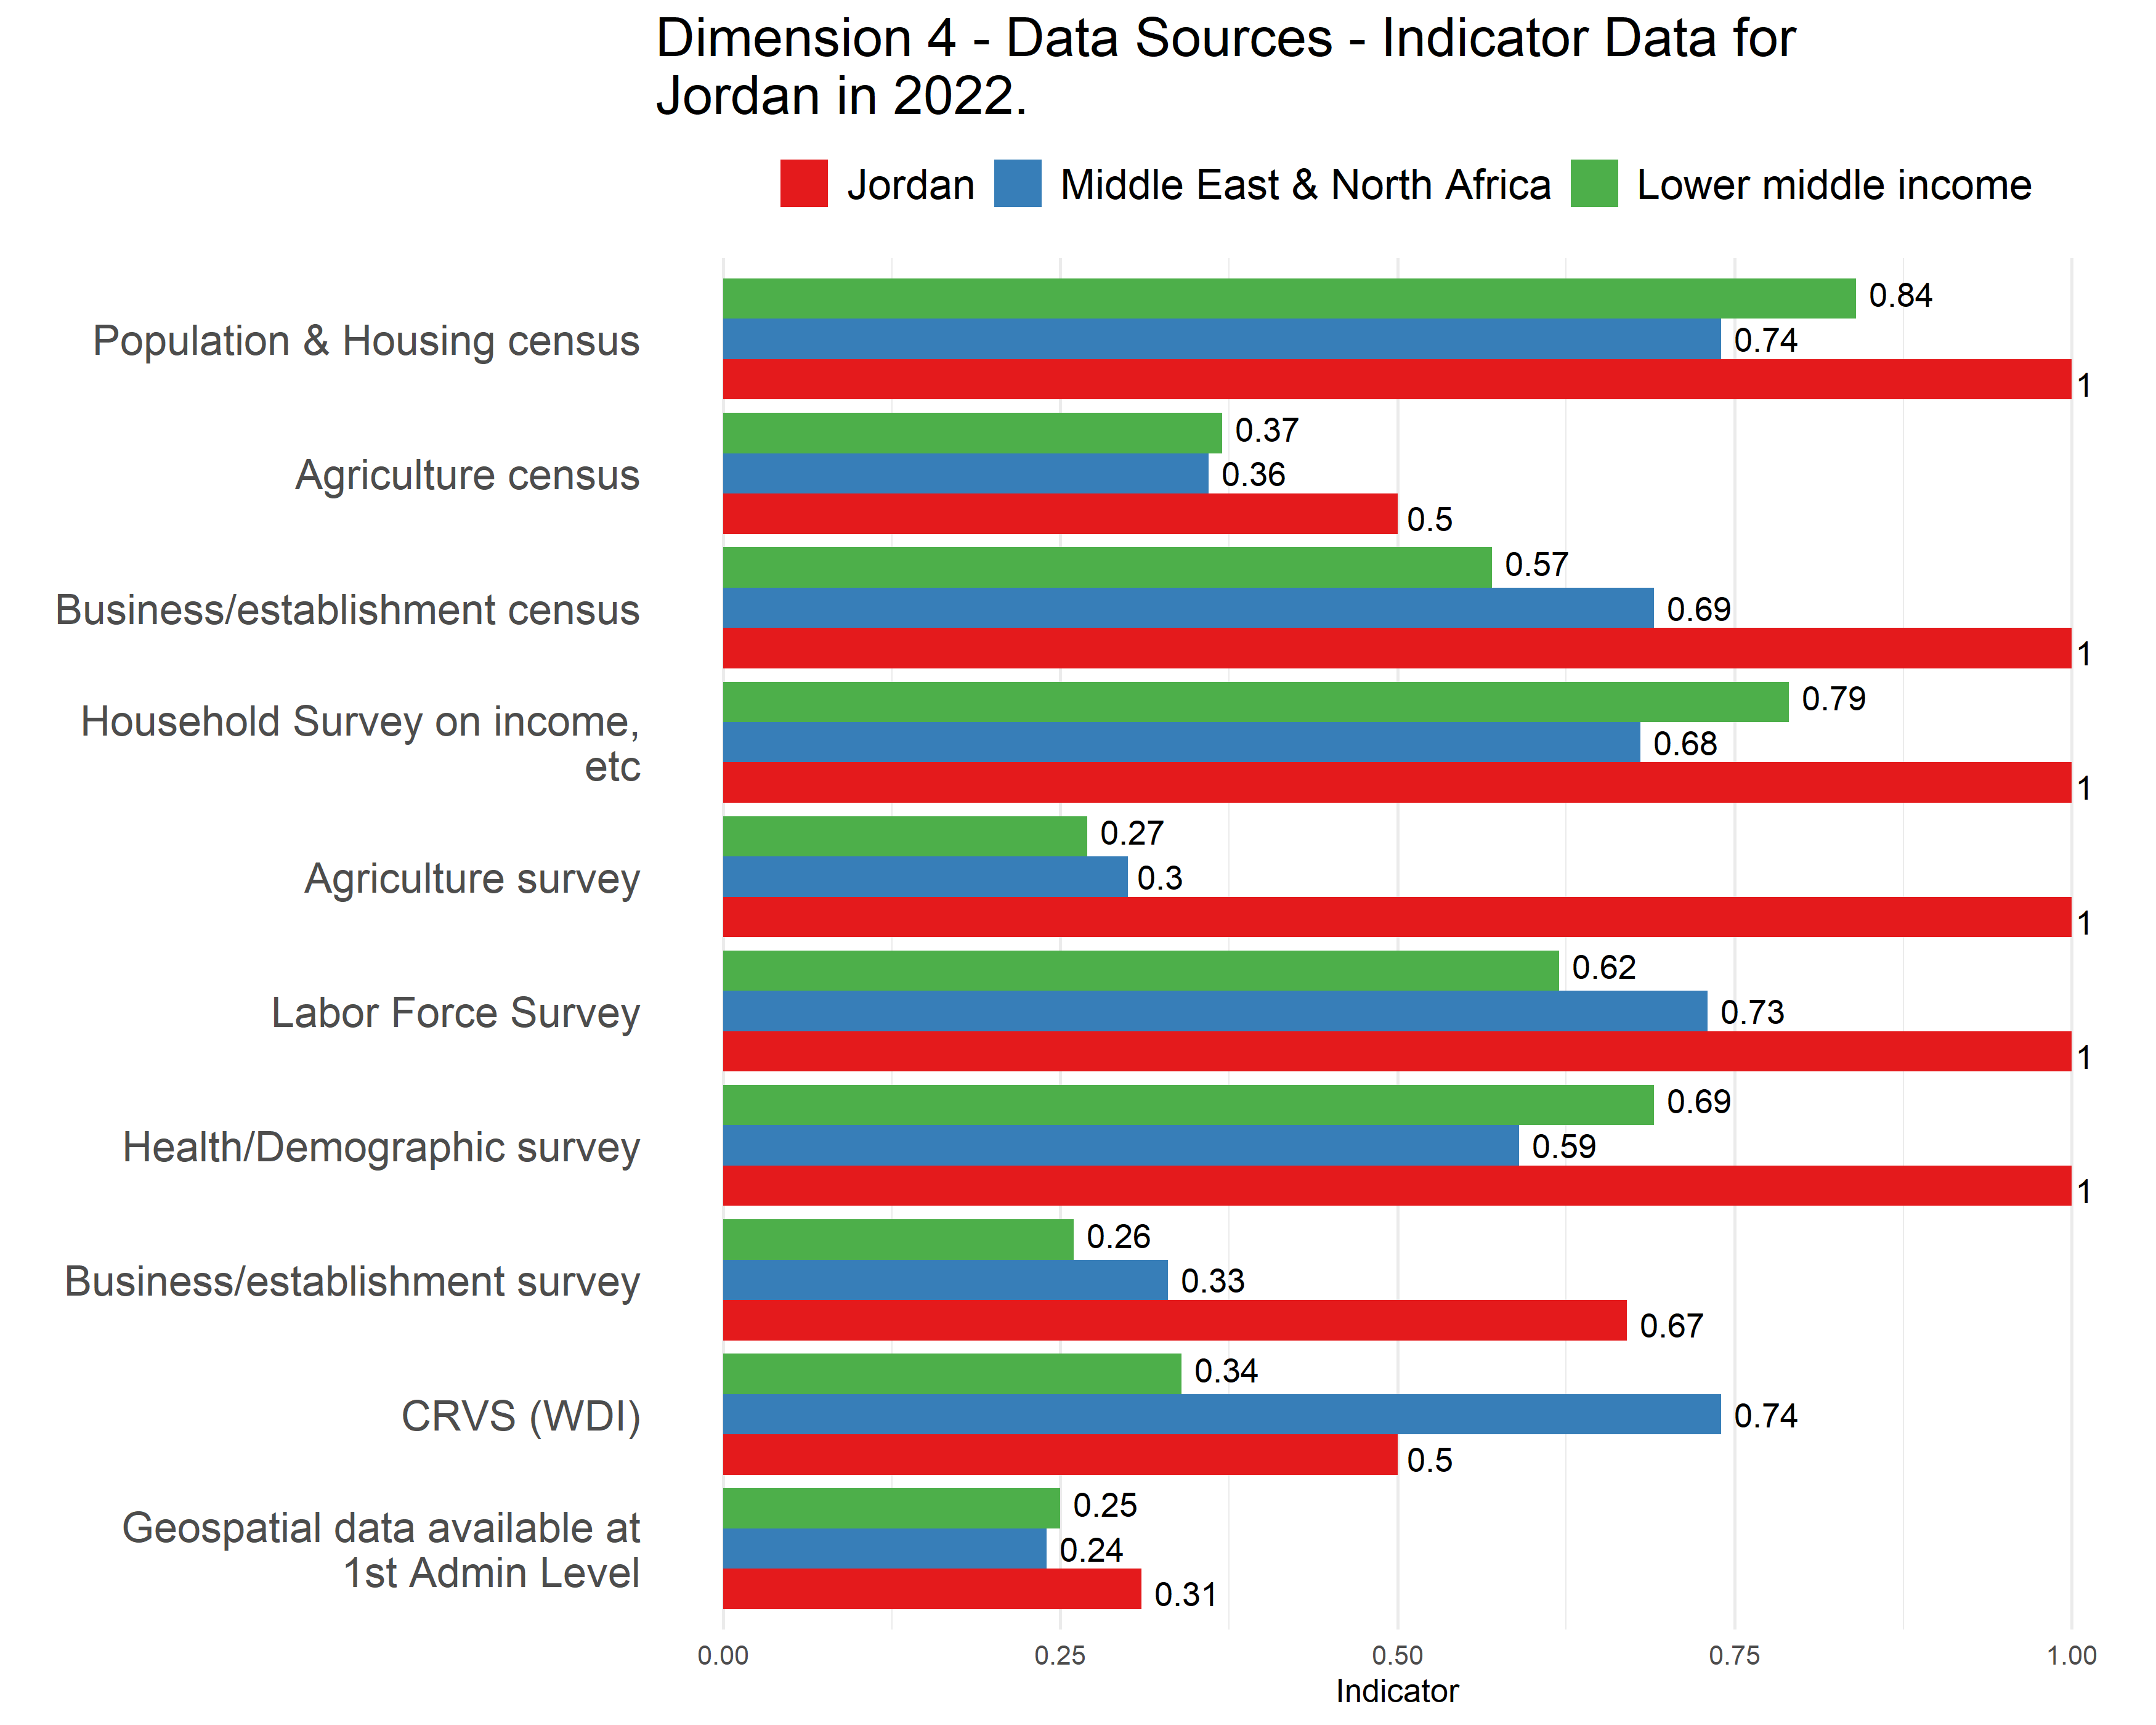 Dimension 4 - Data Sources - Indicator Data for
Jordan in 2022.
Jordan
Middle East & North Africa
Lower middle income
Population & Housing census
0.84
0.74
1
Agriculture census
0.37
0.36
0.5
Business/establishment census
0.57
0.69
1
Household Survey on income,
etc
0.79
0.68
1
Agriculture survey
0.27
0.3
1
Labor Force Survey
0.62
0.73
1
Health/Demographic survey
0.69
0.59
1
Business/establishment survey
0.26
0.33
0.67
CRVS (WDI)
0.34
0.74
0.5
Geospatial data available at
1st Admin Level
0.25
0.24
0.31
0.00
0.25
0.50
0.75
1.00
Indicator